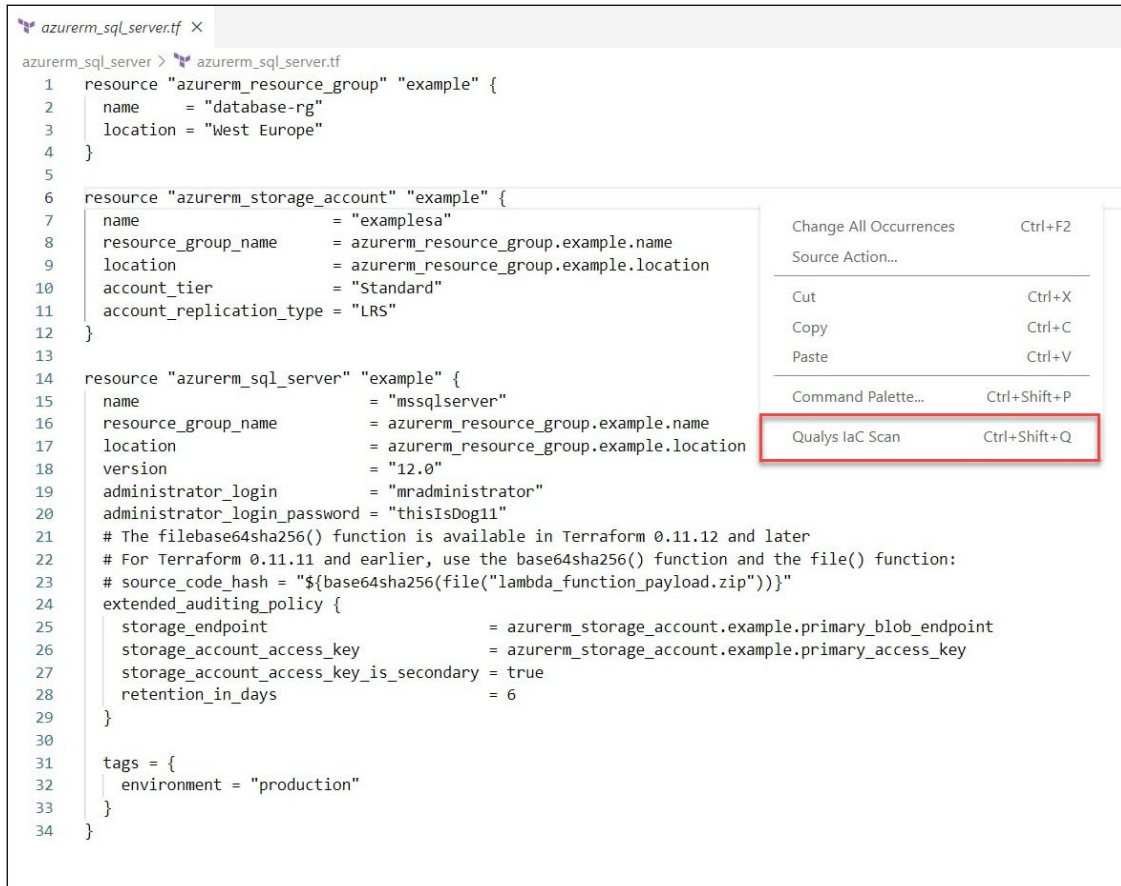 azurerm_sql_server.tf ×
azurerm_sql_server > azurerm_sql_server.tf
1 resource "azurerm_resource_group" "example" {
2   name     = "database-rg"
3   location = "West Europe"
4 }
5
6 resource "azurerm_storage_account" "example" {
7   name                     = "examplesa"
8   resource_group_name      = azurerm_resource_group.example.name
9   location                 = azurerm_resource_group.example.location
10   account_tier             = "Standard"
11   account_replication_type = "LRS"
12 }
13
14 resource "azurerm_sql_server" "example" {
15   name                         = "mssqlserver"
16   resource_group_name          = azurerm_resource_group.example.name
17   location                     = azurerm_resource_group.example.location
18   version                      = "12.0"
19   administrator_login          = "mradministrator"
20   administrator_login_password = "thisIsDog11"
21   # The filebase64sha256() function is available in Terraform 0.11.12 and later
22   # For Terraform 0.11.11 and earlier, use the base64sha256() function and the file() function:
23   # source_code_hash = "${base64sha256(file("lambda_function_payload.zip"))}"
24   extended_auditing_policy {
25     storage_endpoint                        = azurerm_storage_account.example.primary_blob_endpoint
26     storage_account_access_key              = azurerm_storage_account.example.primary_access_key
27     storage_account_access_key_is_secondary = true
28     retention_in_days                       = 6
29   }
30
31   tags = {
32     environment = "production"
33   }
34 }
Change All Occurrences Ctrl+F2
Source Action...
Cut Ctrl+X
Copy Ctrl+C
Paste Ctrl+V
Command Palette... Ctrl+Shift+P
Qualys IaC Scan Ctrl+Shift+Q